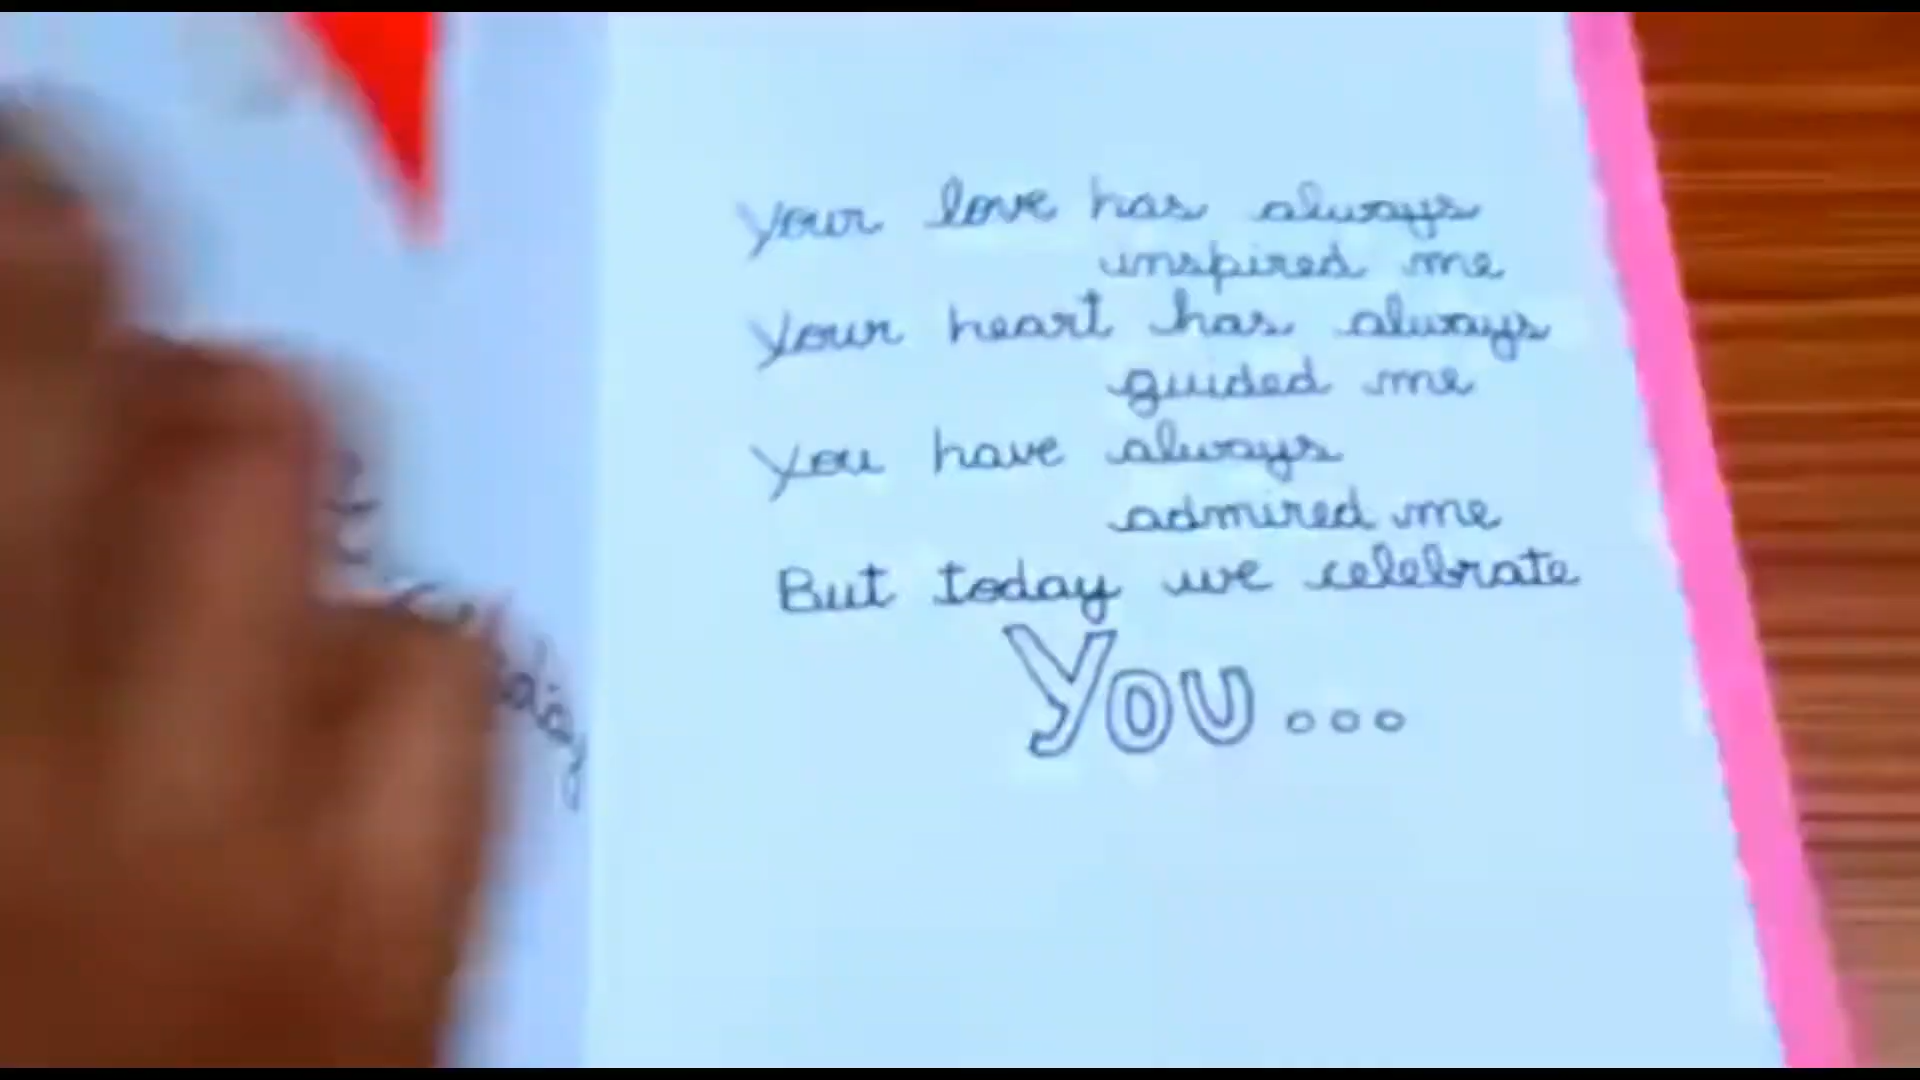 Your love has always
inspired me
Your heart has always
guided me
You have always
admired me
But today we celebrate
You...